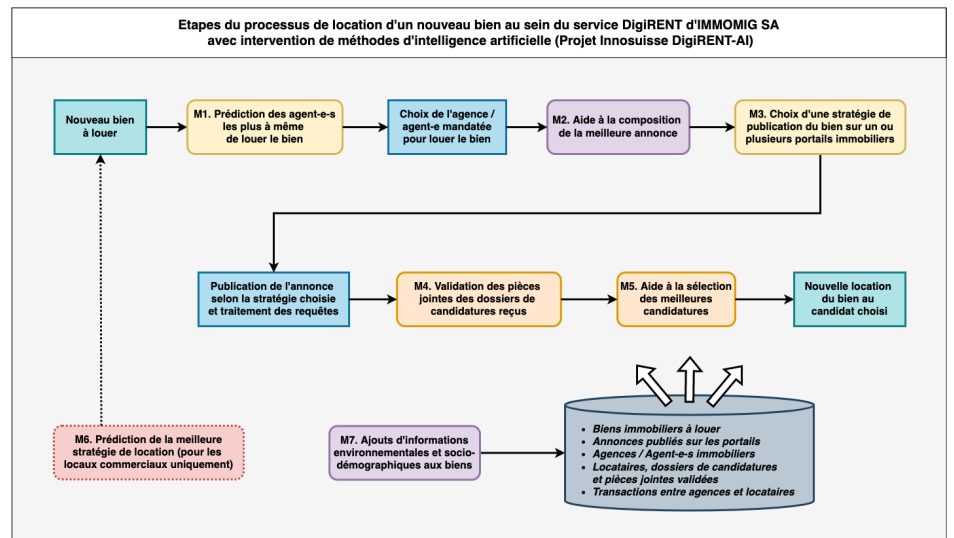 Etapes du processus de location d'un nouveau bien au sein du service DigiRENT d'IMMOMIG SA
avec intervention de méthodes d'intelligence artificielle (Projet Innosuisse DigiRENT-AI)
Nouveau bien
à louer
M1. Prédiction des agent-e-s
les plus à même
de louer le bien
Choix de l'agence /
agent-e mandatée
pour louer le bien
M2. Aide à la composition
de la meilleure annonce
M3. Choix d'une stratégie de
publication du bien sur un ou
plusieurs portails immobiliers
Publication de l'annonce
selon la stratégie choisie
et traitement des requêtes
M4. Validation des pièces
jointes des dossiers de
candidatures reçus
M5. Aide à la sélection
des meilleures
candidatures
Nouvelle location
du bien au
candidat choisi
M6. Prédiction de la meilleure
stratégie de location (pour les
locaux commerciaux uniquement)
M7. Ajouts d'informations
environnementales et socio-
démographiques aux biens
• Biens immobiliers à louer
• Annonces publiés sur les portails
• Agences / Agent-e-s immobiliers
• Locataires, dossiers de candidatures
et pièces jointes validées
• Transactions entre agences et locataires